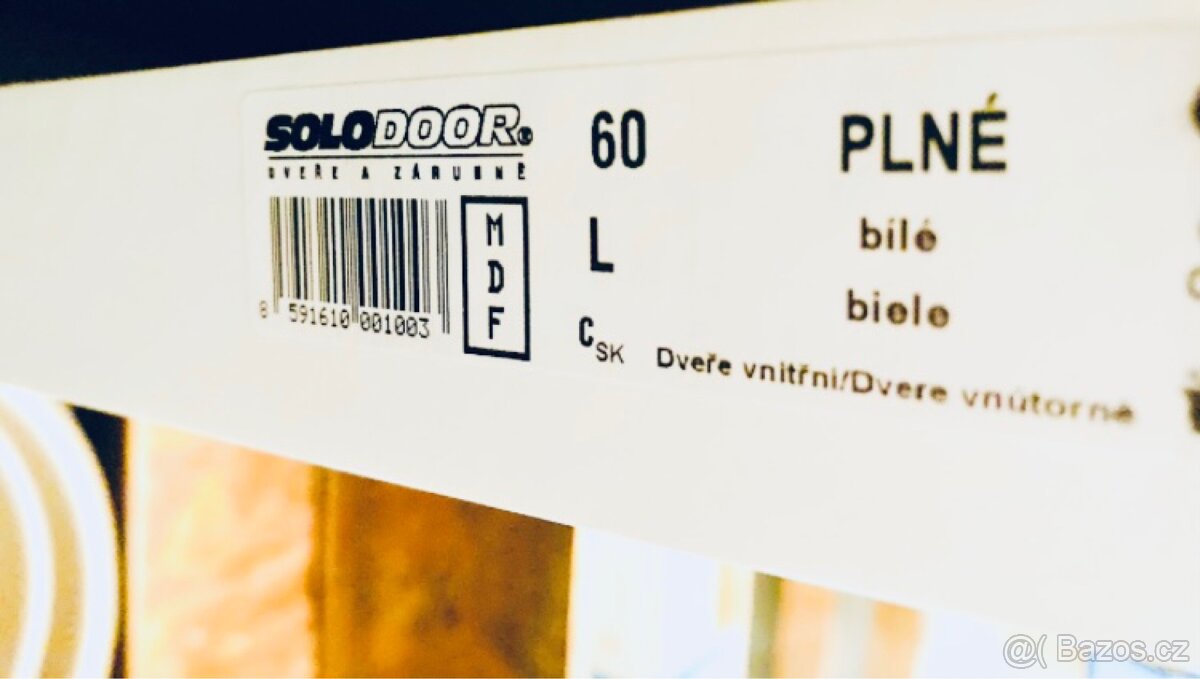 SOLODOOR®
DVEŘE A ZÁRUBNĚ
MDF
8 591610 001003
60
L
CSK
PLNÉ
bílé
biele
Dveře vnitřní/Dvere vnútorné
@( Bazos.cz